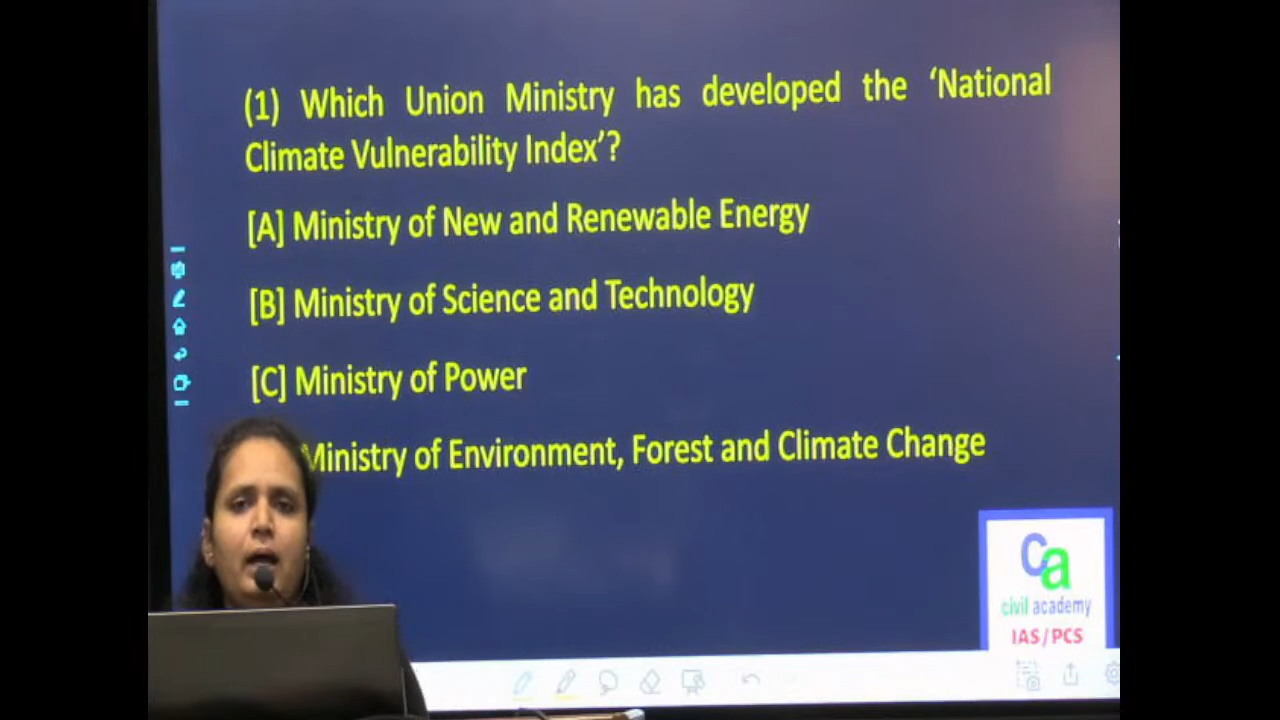 (1) Which Union Ministry has developed the ‘National
Climate Vulnerability Index’?
[A] Ministry of New and Renewable Energy
[B] Ministry of Science and Technology
[C] Ministry of Power
Ministry of Environment, Forest and Climate Change
Ca
civil academy
IAS/PCS